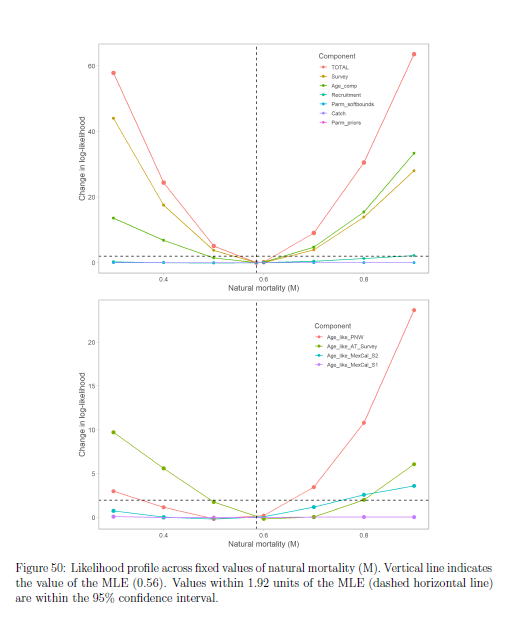 Component
TOTAL
Survey
Age_comp
Recruitment
Parm_softbounds
Catch
Parm_priors
Change in log-likelihood
60
40
20
0
0.4
0.6
0.8
Natural mortality (M)
Component
Age_like_PNW
Age_like_AT_Survey
Age_like_MexCal_S2
Age_like_MexCal_S1
Change in log-likelihood
20
15
10
5
0
0.4
0.6
0.8
Natural mortality (M)
Figure 50: Likelihood profile across fixed values of natural mortality (M). Vertical line indicates
the value of the MLE (0.56). Values within 1.92 units of the MLE (dashed horizontal line)
are within the 95% confidence interval.